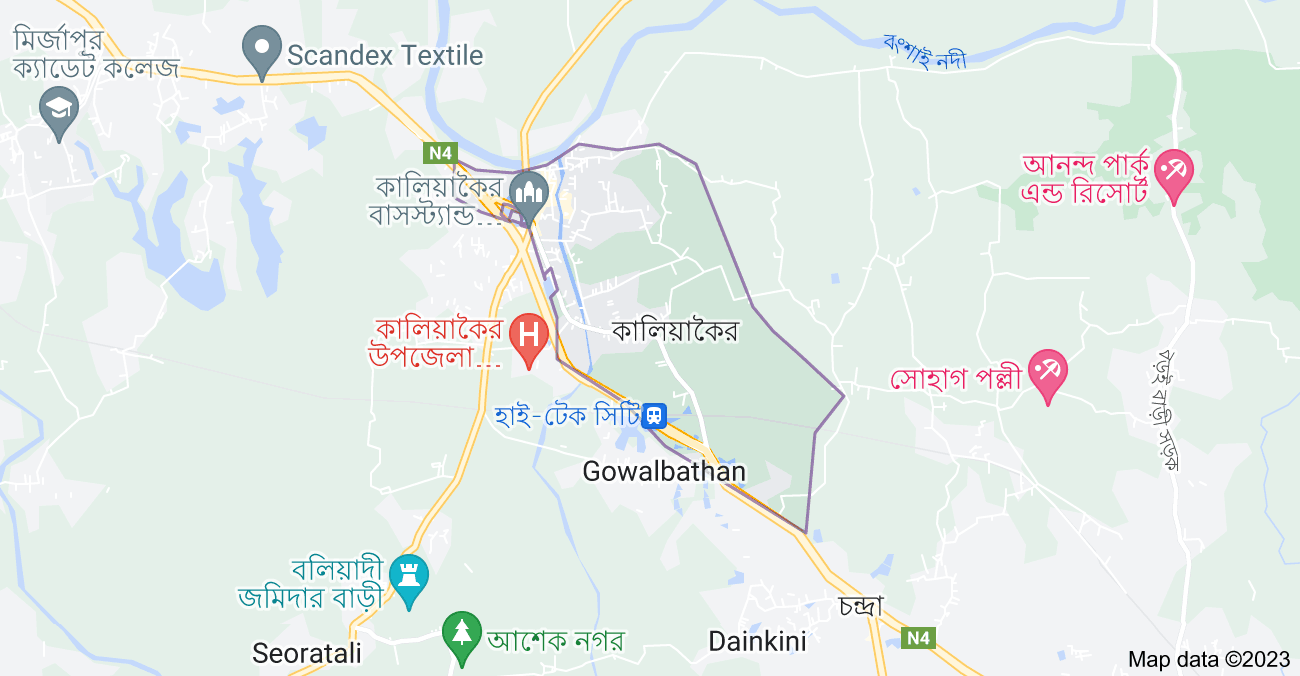 মির্জাপুর
ক্যাডেট কলেজ
Scandex Textile
বংশাই নদী
N4
কালিয়াকৈর
বাসস্ট্যান্ড...
আনন্দ পার্ক
এন্ড রিসোর্ট
কালিয়াকৈর
উপজেলা...
কালিয়াকৈর
সোহাগ পল্লী
হাই-টেক সিটি
Gowalbathan
বলিয়াদী
জমিদার বাড়ী
চন্দ্রা
N4
আশেক নগর
Dainkini
Seoratali
Map data ©2023